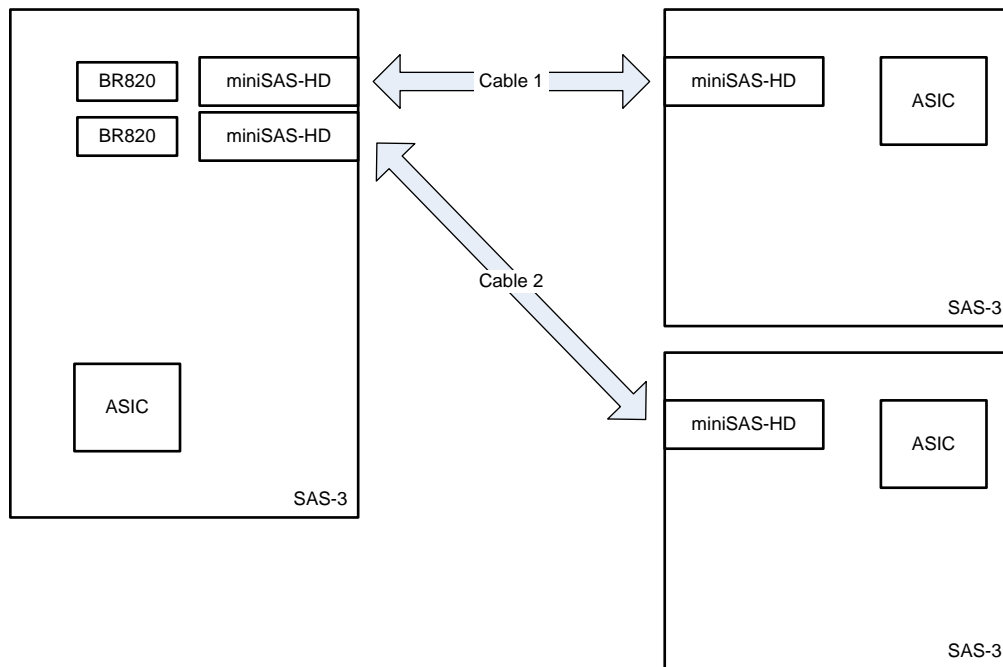 BR820
miniSAS-HD
Cable 1
miniSAS-HD
ASIC
BR820
miniSAS-HD
Cable 2
SAS-3
ASIC
miniSAS-HD
ASIC
SAS-3
SAS-3